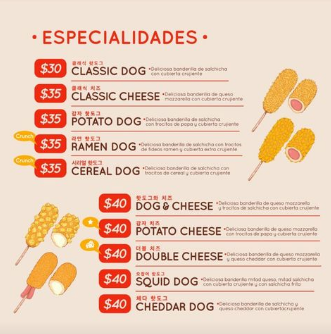 • ESPECIALIDADES •
$30
클래식 핫도그
CLASSIC DOG
•Deliciosa banderilla de salchicha
con cubierta crujiente
$35
클래식 치즈
CLASSIC CHEESE
•Deliciosa banderilla de queso
mozzarella con cubierta crujiente
$35
감자 핫도그
POTATO DOG
•Deliciosa banderilla de salchicha
con trocitos de papa y cubierta crujiente
Crunch
$35
라면 핫도그
RAMEN DOG
•Deliciosa banderilla de salchicha con trocitos
de fideos ramen y cubierta extra crujiente
Crunch
$35
시리얼 핫도그
CEREAL DOG
•Deliciosa banderilla de salchicha con
trocitos de cereal y cubierta crujiente
$40
핫도그와 치즈
DOG & CHEESE
•Deliciosa banderilla de queso mozzarella
y trocitos de salchicha con cubierta crujiente
$40
감자 치즈
POTATO CHEESE
•Deliciosa banderilla de queso con
trocitos de papa y cubierta crujiente
$40
더블 치즈
DOUBLE CHEESE
•Deliciosa banderilla de queso mozzarella
y queso cheddar con cubierta crujiente
$40
핫도그
SQUID DOG
•Deliciosa banderilla mitad queso, mitad salchicha
con cubierta crujiente y con salchicha frita
$40
체다 핫도그
CHEDDAR DOG
•Deliciosa banderilla de salchicha y
queso cheddar con cubierta crujiente